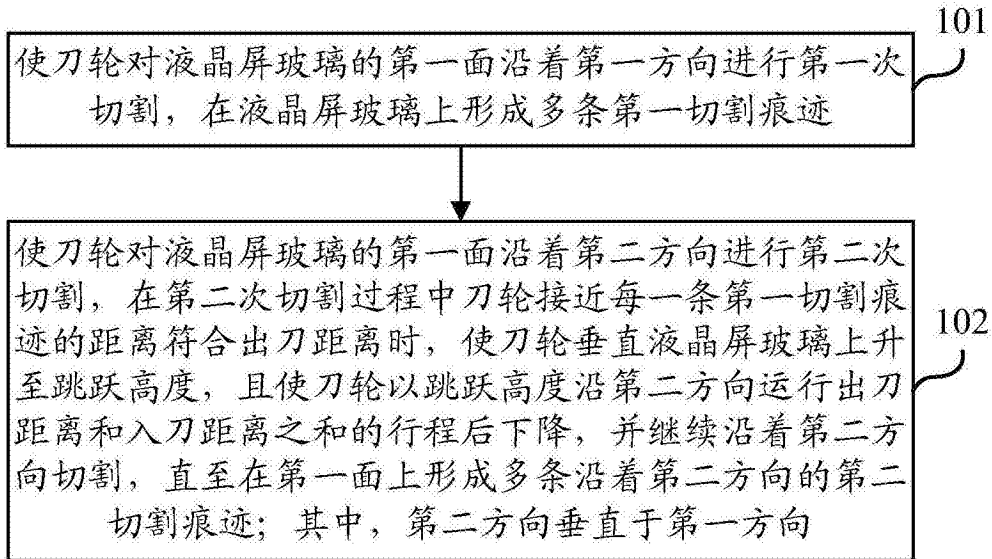 101
使刀轮对液晶屏玻璃的第一面沿着第一方向进行第一次
切割，在液晶屏玻璃上形成多条第一切割痕迹
使刀轮对液晶屏玻璃的第一面沿着第二方向进行第二次
切割，在第二次切割过程中刀轮接近每一条第一切割痕
迹的距离符合出刀距离时，使刀轮垂直液晶屏玻璃上升
至跳跃高度，且使刀轮以跳跃高度沿第二方向运行出刀
距离和入刀距离之和的行程后下降，并继续沿着第二方
向切割，直至在第一面上形成多条沿着第二方向的第二
切割痕迹；其中，第二方向垂直于第一方向
102